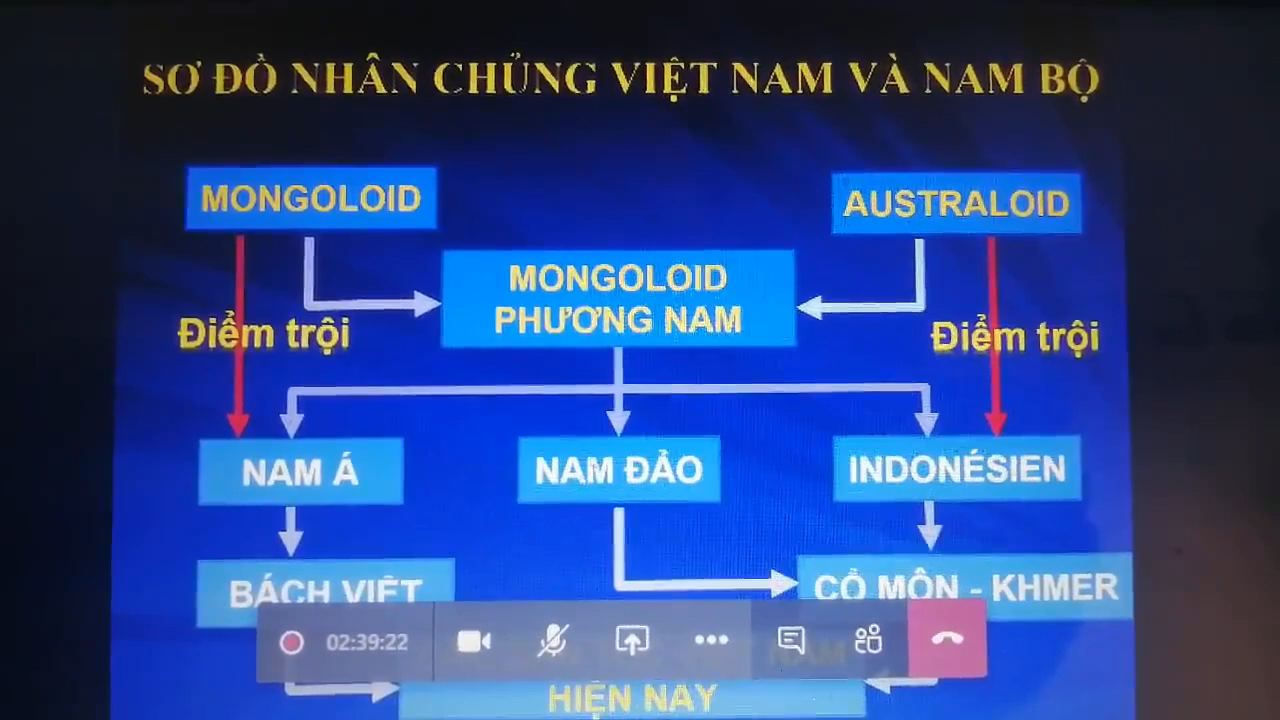 SƠ ĐỒ NHÂN CHỦNG VIỆT NAM VÀ NAM BỘ
MONGOLOID
AUSTRALOID
MONGOLOID
PHƯƠNG NAM
Điểm trội
Điểm trội
NAM Á
NAM ĐẢO
INDONÉSIEN
BÁCH VIỆT
CỔ MÔN - KHMER
02:39:22
NAM
HIỆN NAY